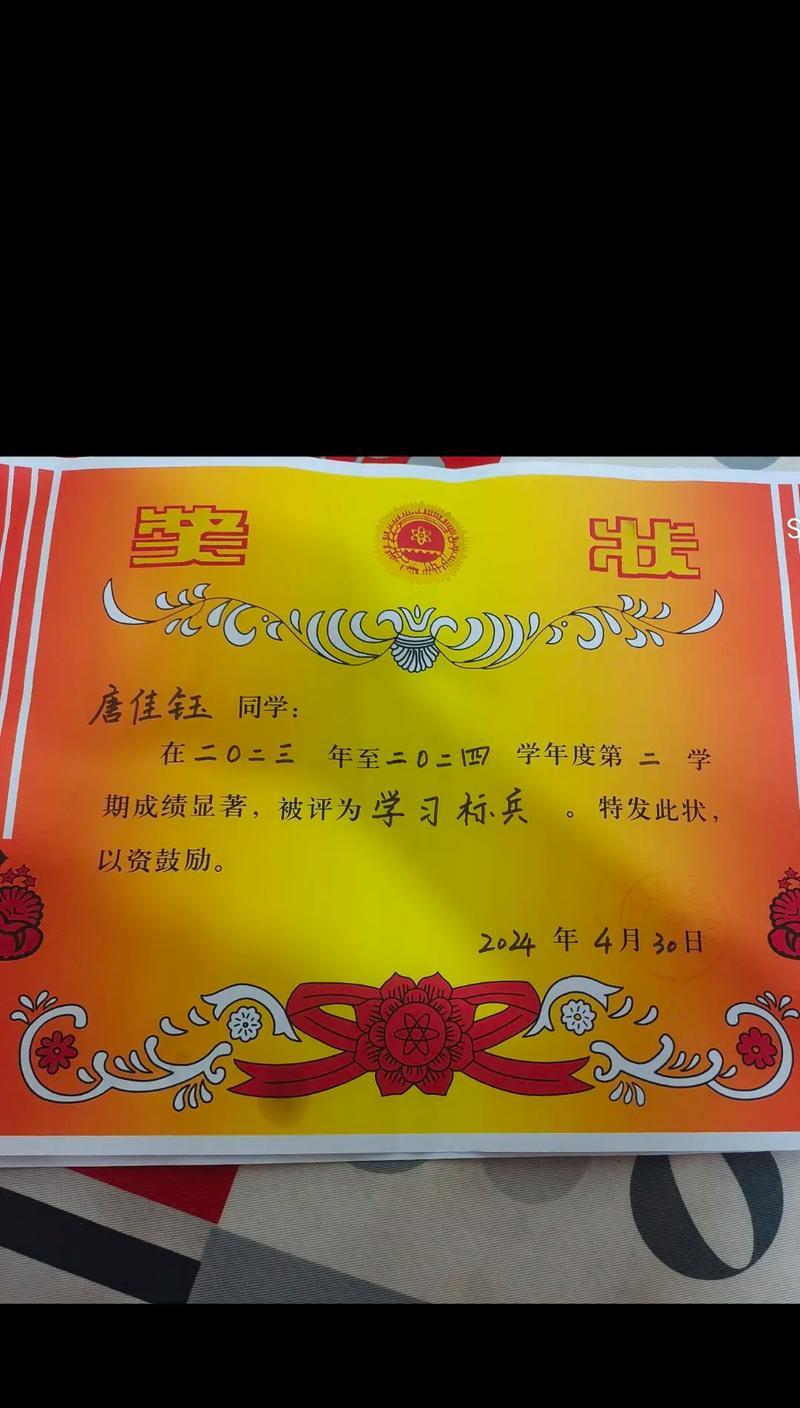 奖状
唐佳钰 同学：
在二〇二三 年至二〇二四 学年度第 二 学
期成绩显著，被评为学习标兵。特发此状，
以资鼓励。
2024 年 4月30日